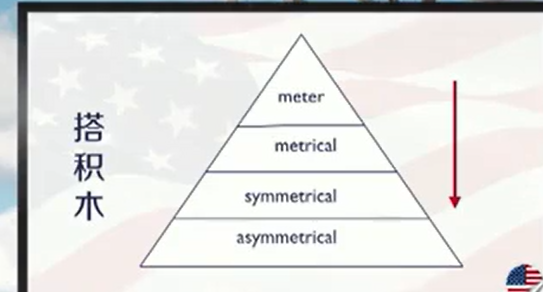 搭积木
meter
metrical
symmetrical
asymmetrical